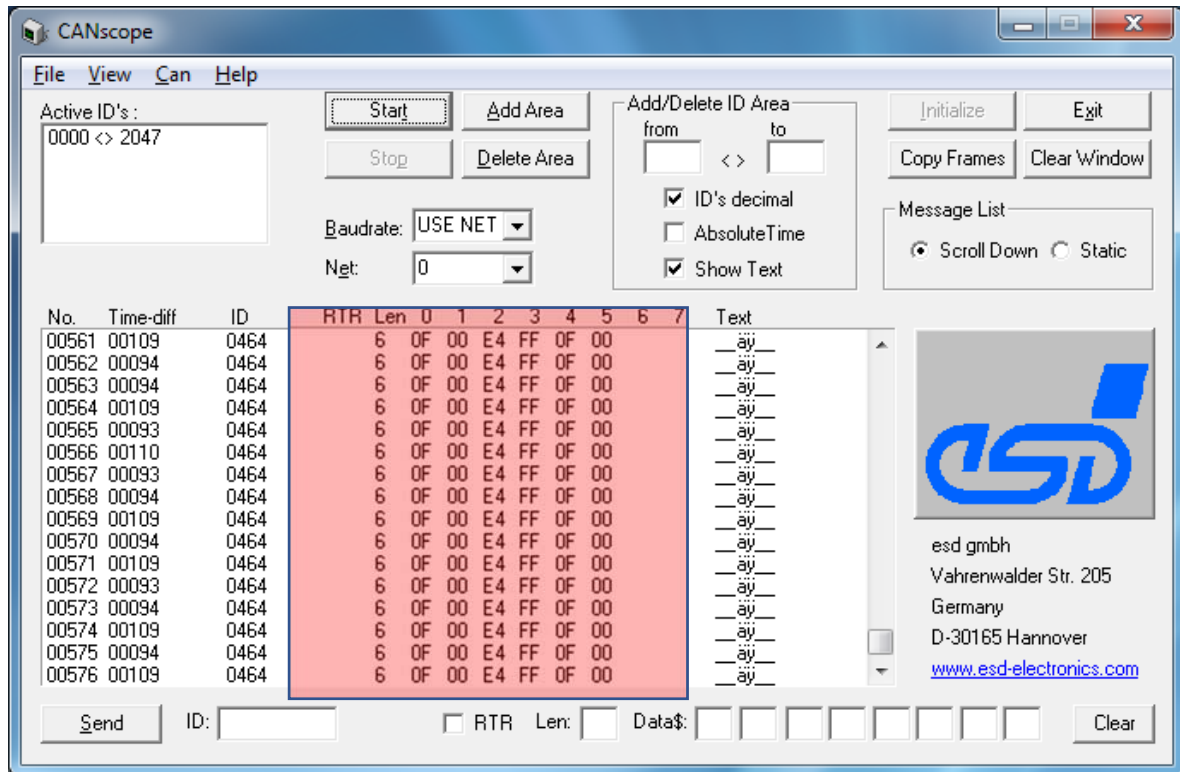 CANscope
File View Can Help
Active ID's :
0000 <> 2047
Start
Add Area
Stop
Delete Area
Baudrate: USE NET
Net: 0
Add/Delete ID Area
from to
<>
ID's decimal
AbsoluteTime
Show Text
Initialize
Exit
Copy Frames
Clear Window
Message List
Scroll Down Static
No. Time-diff ID RTR Len 0 1 2 3 4 5 6 7 Text
00561 00109 0464 6 0F 00 E4 FF 0F 00 __äÿ__
00562 00094 0464 6 0F 00 E4 FF 0F 00 __äÿ__
00563 00094 0464 6 0F 00 E4 FF 0F 00 __äÿ__
00564 00109 0464 6 0F 00 E4 FF 0F 00 __äÿ__
00565 00093 0464 6 0F 00 E4 FF 0F 00 __äÿ__
00566 00110 0464 6 0F 00 E4 FF 0F 00 __äÿ__
00567 00093 0464 6 0F 00 E4 FF 0F 00 __äÿ__
00568 00094 0464 6 0F 00 E4 FF 0F 00 __äÿ__
00569 00109 0464 6 0F 00 E4 FF 0F 00 __äÿ__
00570 00094 0464 6 0F 00 E4 FF 0F 00 __äÿ__
00571 00109 0464 6 0F 00 E4 FF 0F 00 __äÿ__
00572 00093 0464 6 0F 00 E4 FF 0F 00 __äÿ__
00573 00094 0464 6 0F 00 E4 FF 0F 00 __äÿ__
00574 00109 0464 6 0F 00 E4 FF 0F 00 __äÿ__
00575 00094 0464 6 0F 00 E4 FF 0F 00 __äÿ__
00576 00109 0464 6 0F 00 E4 FF 0F 00 __äÿ__
esd
esd gmbh
Vahrenwalder Str. 205
Germany
D-30165 Hannover
www.esd-electronics.com
Send ID: RTR Len: Data$: Clear